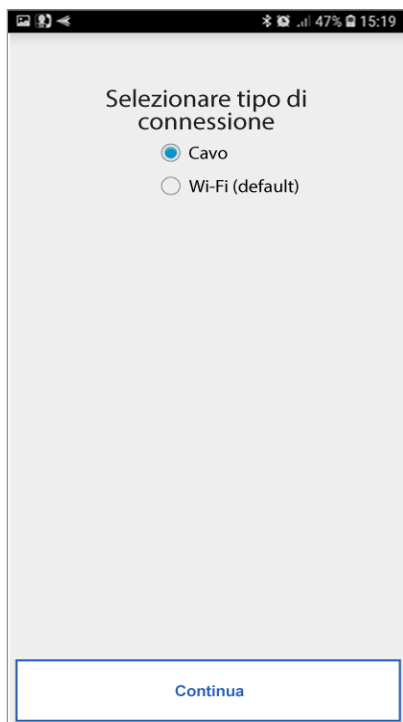 47% 15:19
Selezionare tipo di
connessione
Cavo
Wi-Fi (default)
Continua